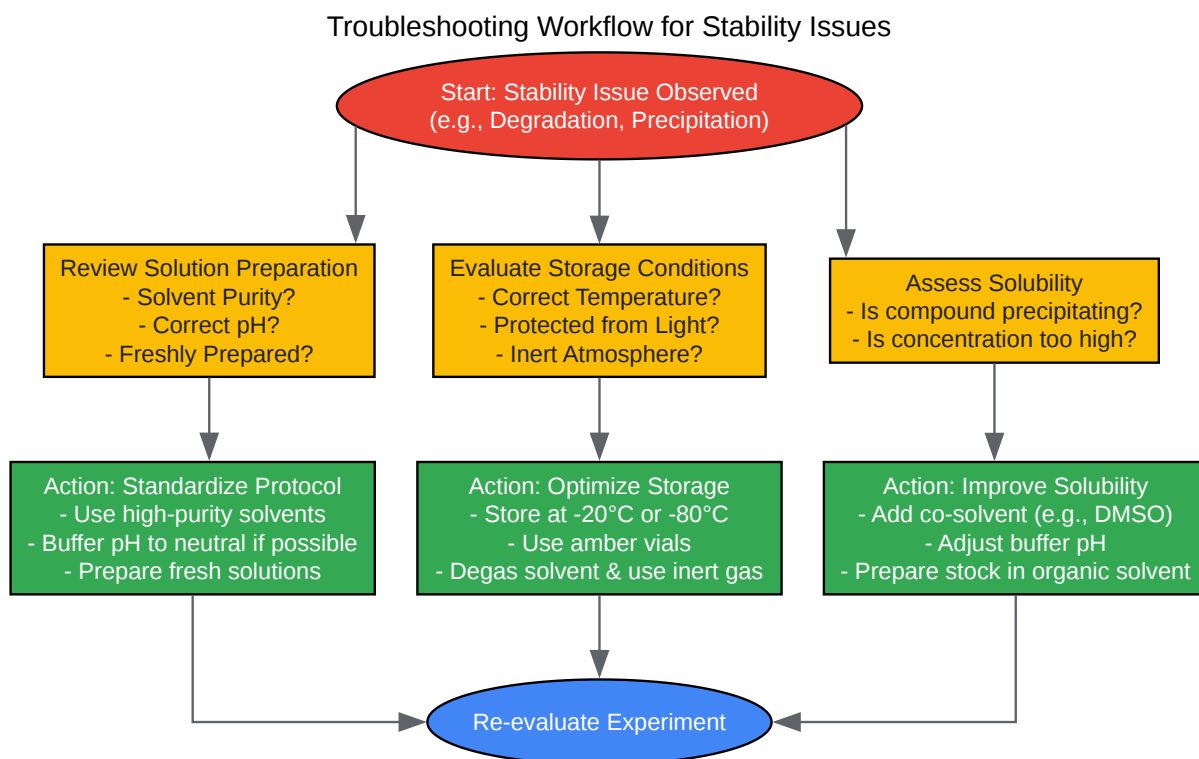 Troubleshooting Workflow for Stability Issues
Start: Stability Issue Observed
(e.g., Degradation, Precipitation)
Review Solution Preparation
- Solvent Purity?
- Correct pH?
- Freshly Prepared?
Evaluate Storage Conditions
- Correct Temperature?
- Protected from Light?
- Inert Atmosphere?
Assess Solubility
- Is compound precipitating?
- Is concentration too high?
Action: Standardize Protocol
- Use high-purity solvents
- Buffer pH to neutral if possible
- Prepare fresh solutions
Action: Optimize Storage
- Store at -20°C or -80°C
- Use amber vials
- Degas solvent & use inert gas
Action: Improve Solubility
- Add co-solvent (e.g., DMSO)
- Adjust buffer pH
- Prepare stock in organic solvent
Re-evaluate Experiment